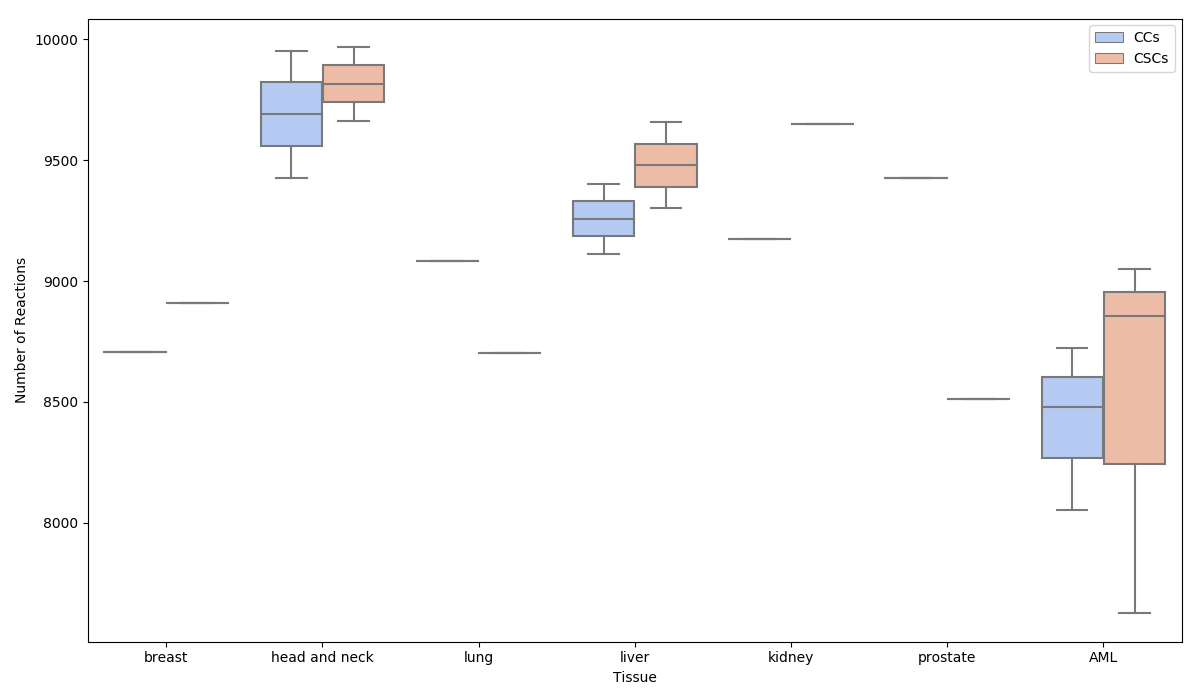 10000
9500
9000
8500
8000
Number of Reactions
CCs
CSCs
breast
head and neck
lung
liver
kidney
prostate
AML
Tissue